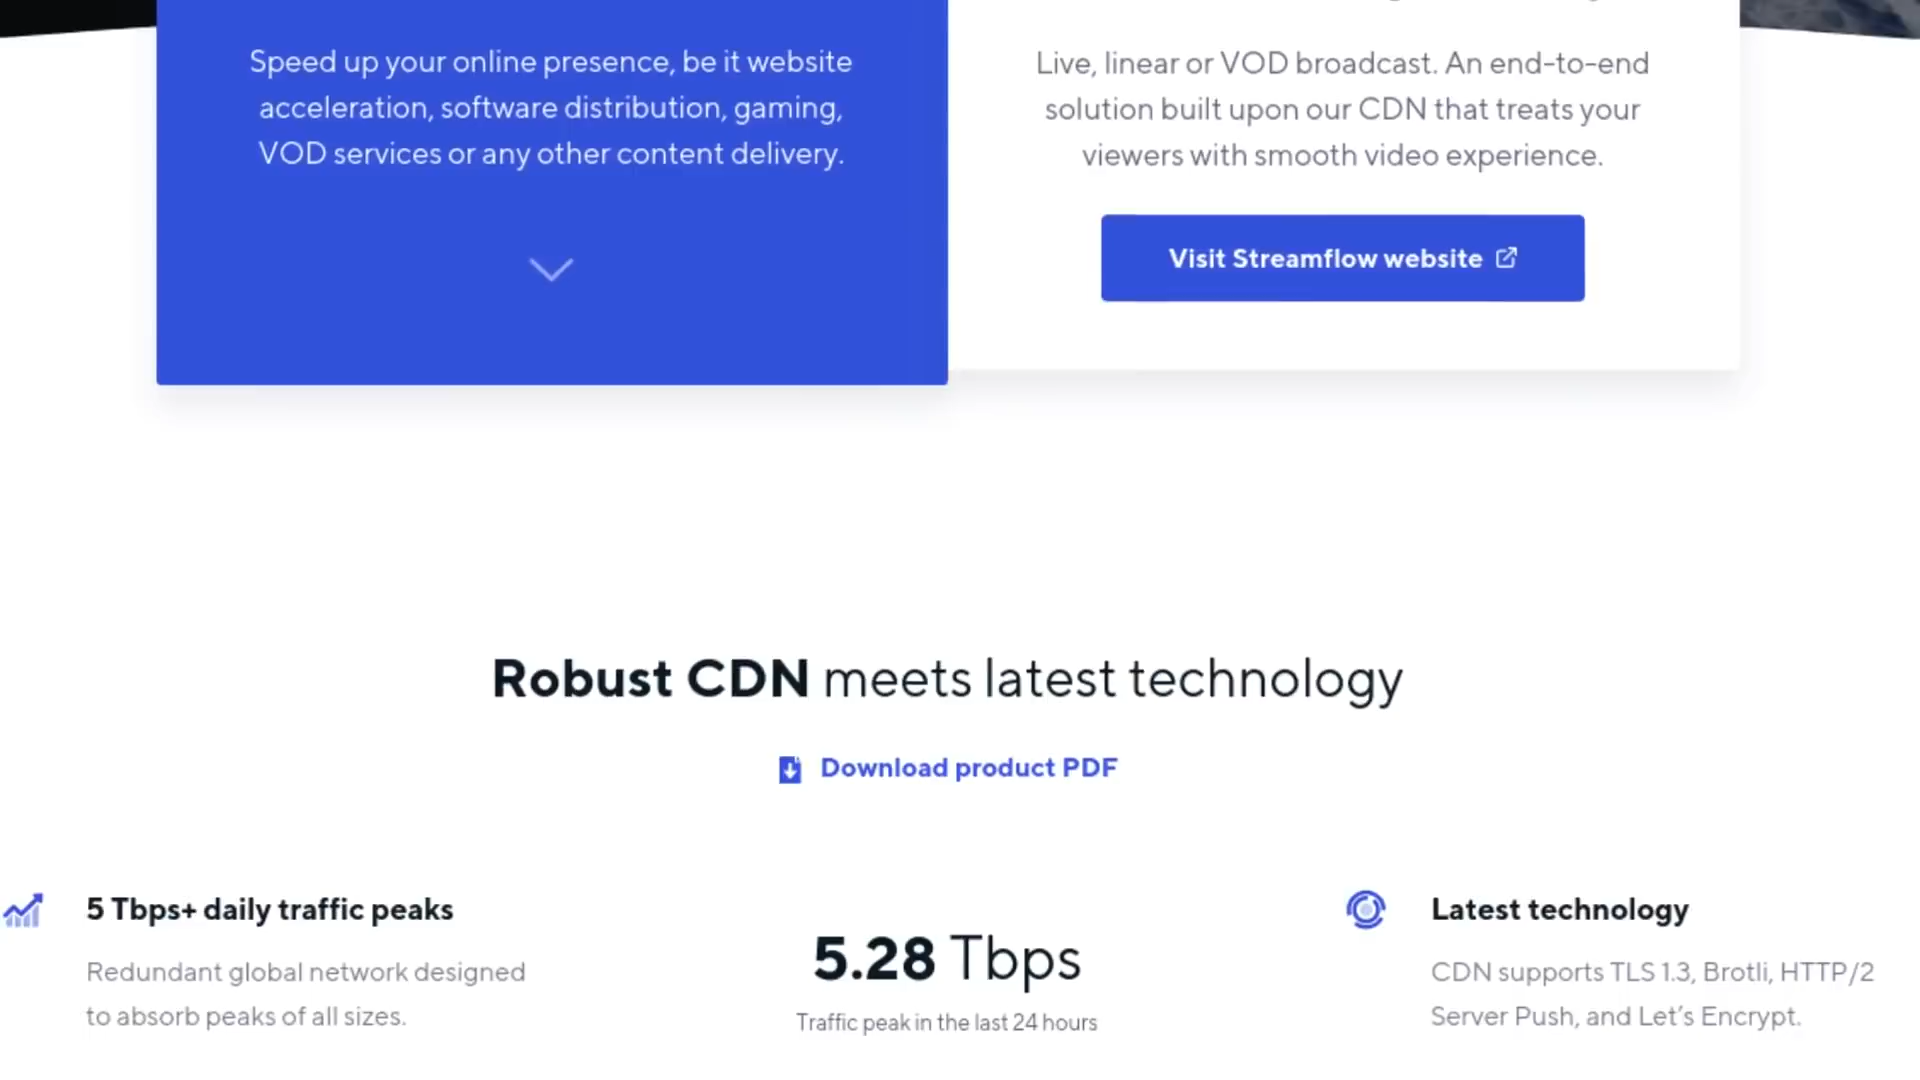 Speed up your online presence, be it website
acceleration, software distribution, gaming,
VOD services or any other content delivery.
Live, linear or VOD broadcast. An end-to-end
solution built upon our CDN that treats your
viewers with smooth video experience.
Visit Streamflow website
Robust CDN meets latest technology
Download product PDF
5 Tbps+ daily traffic peaks
Redundant global network designed
to absorb peaks of all sizes.
5.28 Tbps
Traffic peak in the last 24 hours
Latest technology
CDN supports TLS 1.3, Brotli, HTTP/2
Server Push, and Let’s Encrypt.